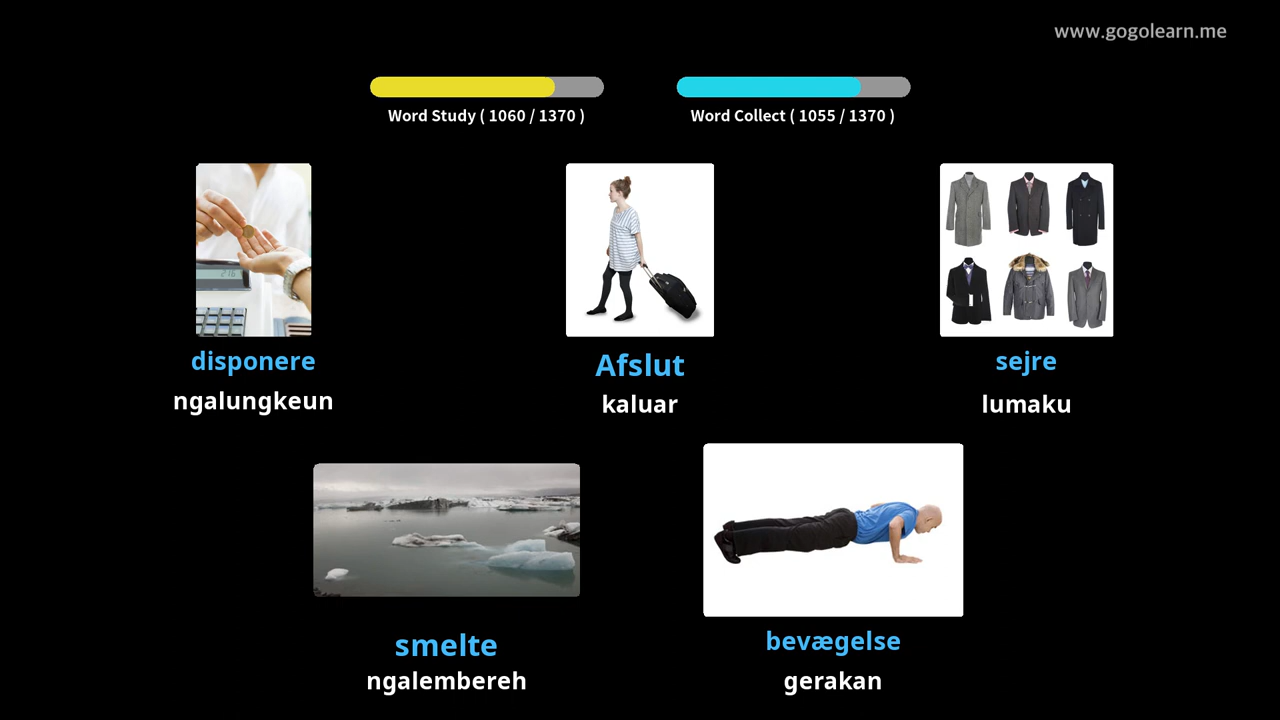 www.gogolearn.me
Word Study ( 1060 / 1370 )
Word Collect ( 1055 / 1370 )
disponere
ngalungkeun
Afslut
kaluar
sejre
lumaku
smelte
ngalembereh
bevægelse
gerakan